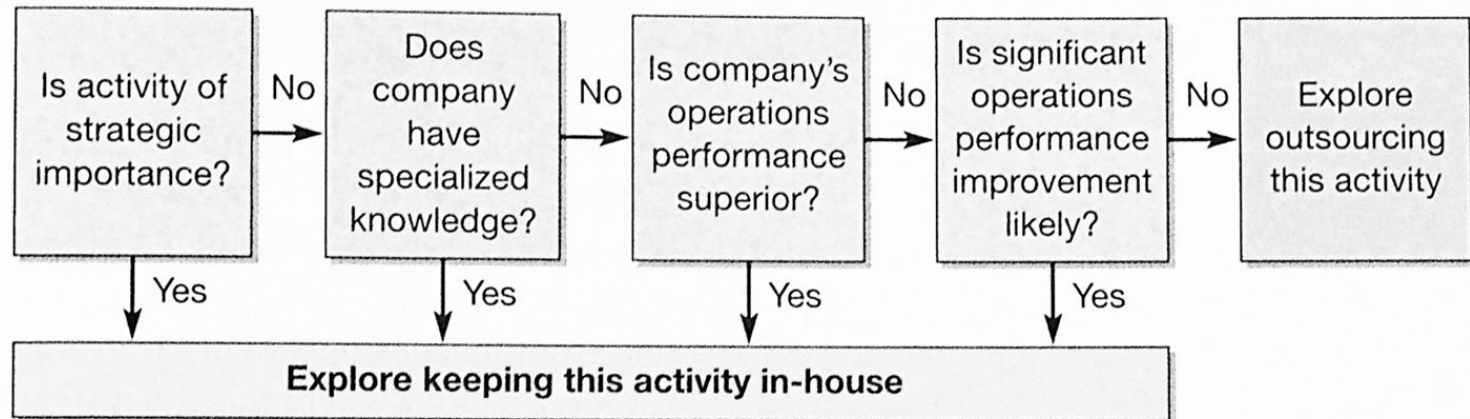 Is activity of
strategic
importance?
No
Does
company
have
specialized
knowledge?
No
Is company's
operations
performance
superior?
No
Is significant
operations
performance
improvement
likely?
No
Explore
outsourcing
this activity
Yes
Yes
Yes
Yes
Explore keeping this activity in-house